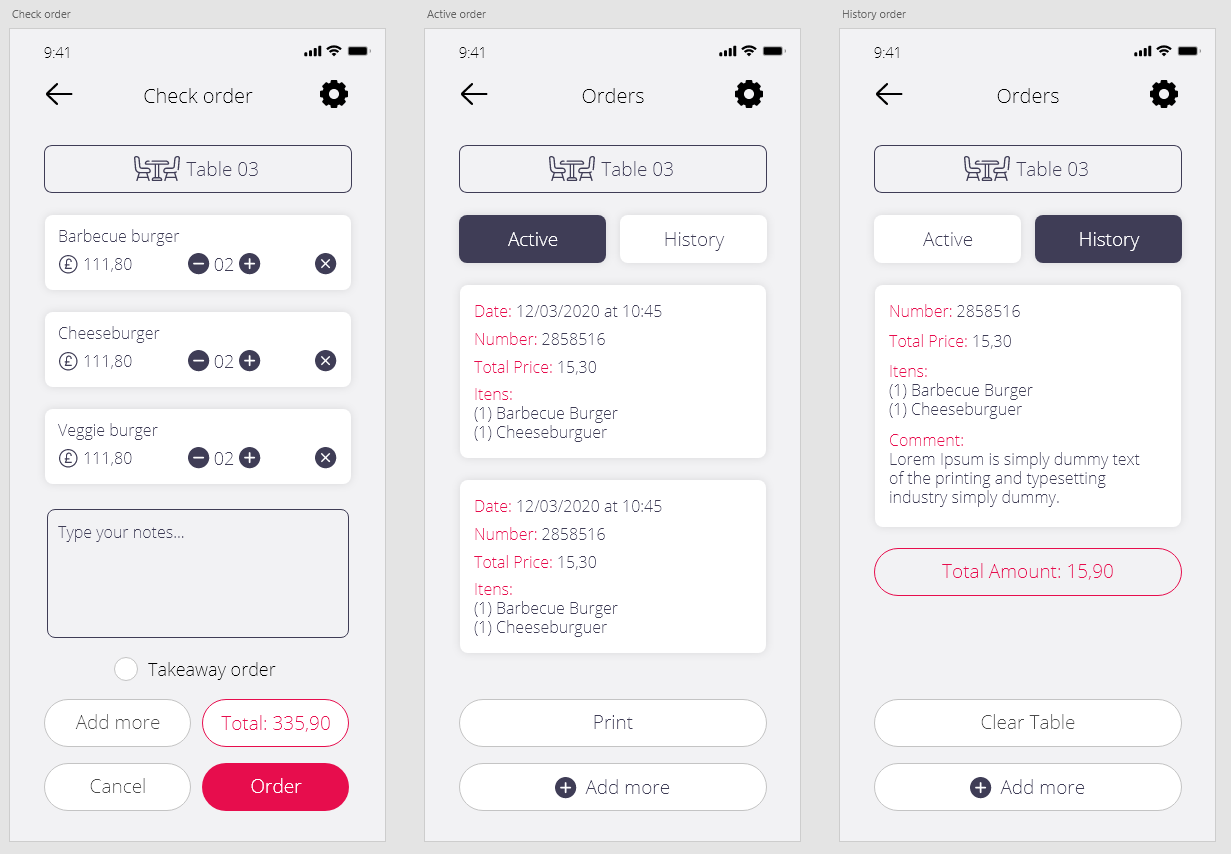 Check order
9:41
Check order
Table 03
Barbecue burger
£ 111,80
02
Cheeseburger
£ 111,80
02
Veggie burger
£ 111,80
02
Type your notes...
Takeaway order
Add more
Total: 335,90
Cancel
Order
Active order
9:41
Orders
Table 03
Active
History
Date: 12/03/2020 at 10:45
Number: 2858516
Total Price: 15,30
Itens:
(1) Barbecue Burger
(1) Cheeseburguer
Date: 12/03/2020 at 10:45
Number: 2858516
Total Price: 15,30
Itens:
(1) Barbecue Burger
(1) Cheeseburguer
Print
Add more
History order
9:41
Orders
Table 03
Active
History
Number: 2858516
Total Price: 15,30
Itens:
(1) Barbecue Burger
(1) Cheeseburguer
Comment:
Lorem Ipsum is simply dummy text
of the printing and typesetting
industry simply dummy.
Total Amount: 15,90
Clear Table
Add more